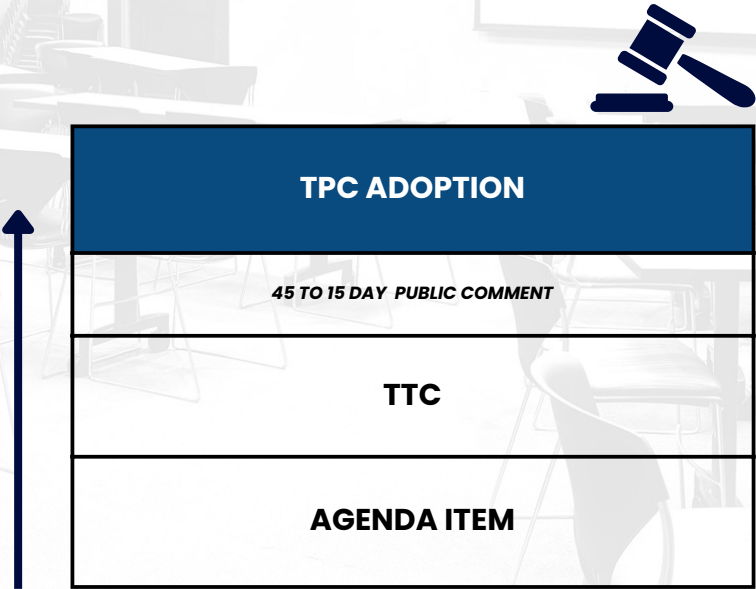 TPC ADOPTION
45 TO 15 DAY PUBLIC COMMENT
TTC
AGENDA ITEM